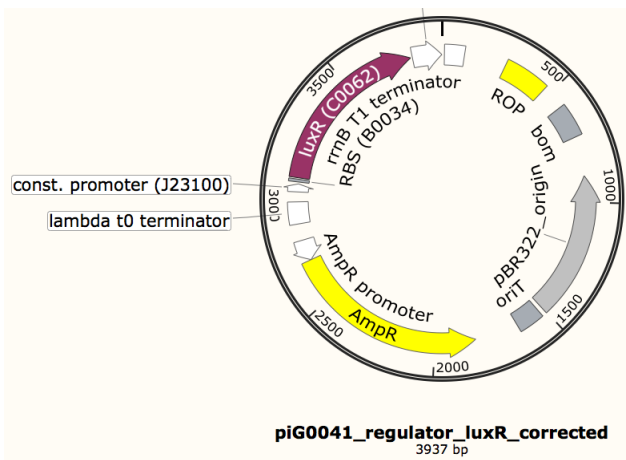 3500
500
luxR (C0062)
rrnB T1 terminator
RBS (B0034)
ROP
bom
const. promoter (J23100)
3000
1000
lambda t0 terminator
pBR322_origin
oriT
AmpR promoter
AmpR
2500
1500
2000
piG0041_regulator_luxR_corrected
3937 bp